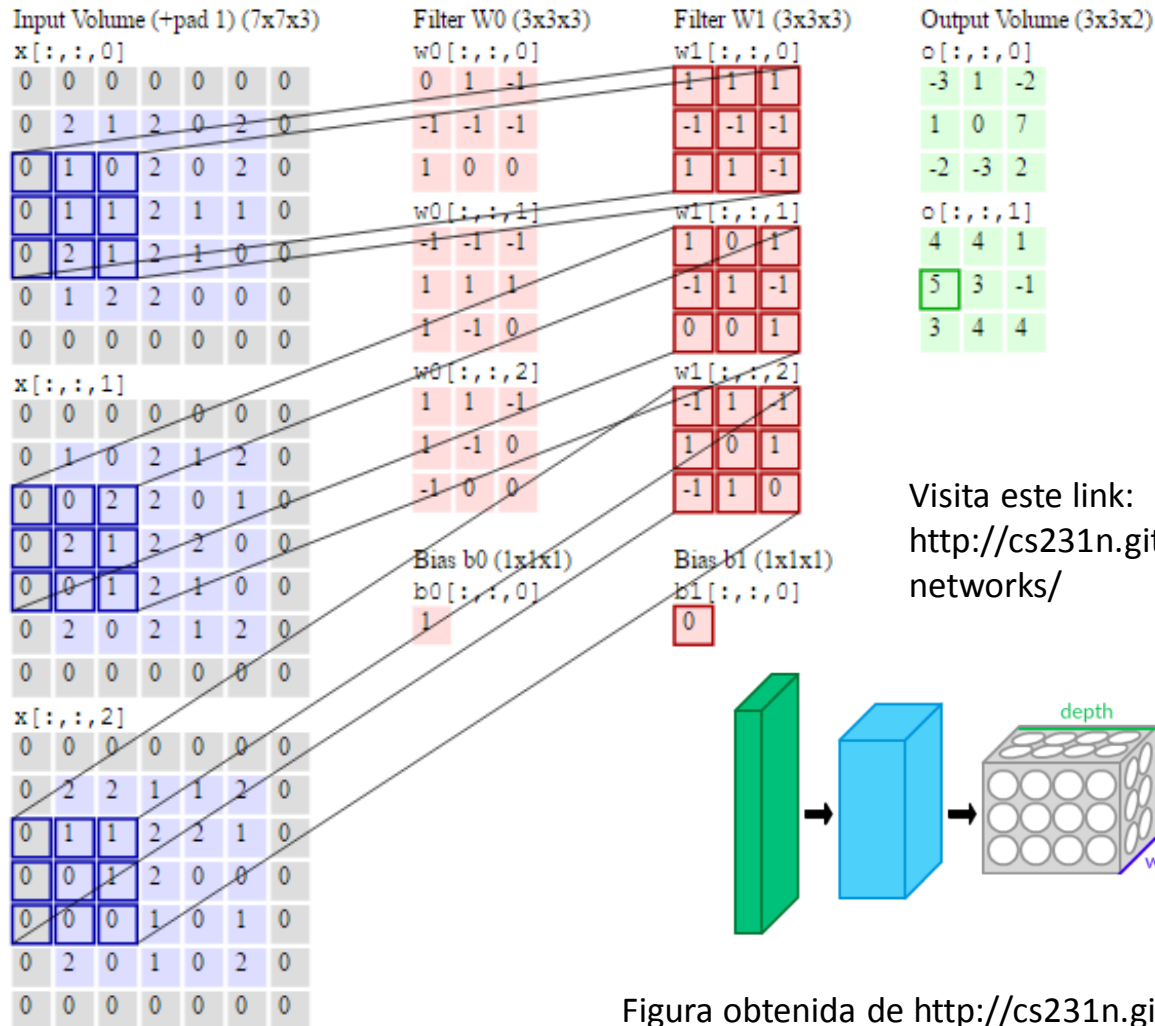 Input Volume (+pad 1) (7x7x3)
x[:,:,0]
0 0 0 0 0 0 0
0 2 1 2 0 2 0
0 1 0 2 0 2 0
0 1 1 2 1 1 0
0 2 1 2 1 0 0
0 1 2 2 0 0 0
0 0 0 0 0 0 0
x[:,:,1]
0 0 0 0 0 0 0
0 1 0 2 1 2 0
0 0 2 2 0 1 0
0 2 1 2 2 0 0
0 0 1 2 1 0 0
0 2 0 2 1 2 0
0 0 0 0 0 0 0
x[:,:,2]
0 0 0 0 0 0 0
0 2 2 1 1 2 0
0 1 1 2 2 1 0
0 0 1 2 0 0 0
0 0 0 1 0 1 0
0 2 0 1 0 2 0
0 0 0 0 0 0 0
Filter W0 (3x3x3)
w0[:,:,0]
0 1 -1
-1 -1 -1
1 0 0
w0[:,:,1]
-1 -1 -1
1 1 1
1 -1 0
w0[:,:,2]
1 1 -1
1 -1 0
-1 0 0
Bias b0 (1x1x1)
b0[:,:,0]
1
Filter W1 (3x3x3)
w1[:,:,0]
1 1 1
-1 -1 -1
1 1 -1
w1[:,:,1]
1 0 1
-1 1 -1
0 0 1
w1[:,:,2]
-1 1 -1
1 0 1
-1 1 0
Bias b1 (1x1x1)
b1[:,:,0]
0
Output Volume (3x3x2)
o[:,:,0]
-3 1 -2
1 0 7
-2 -3 2
o[:,:,1]
4 4 1
5 3 -1
3 4 4
Visita este link:
http://cs231n.git
networks/
depth
w
Figura obtenida de http://cs231n.gi